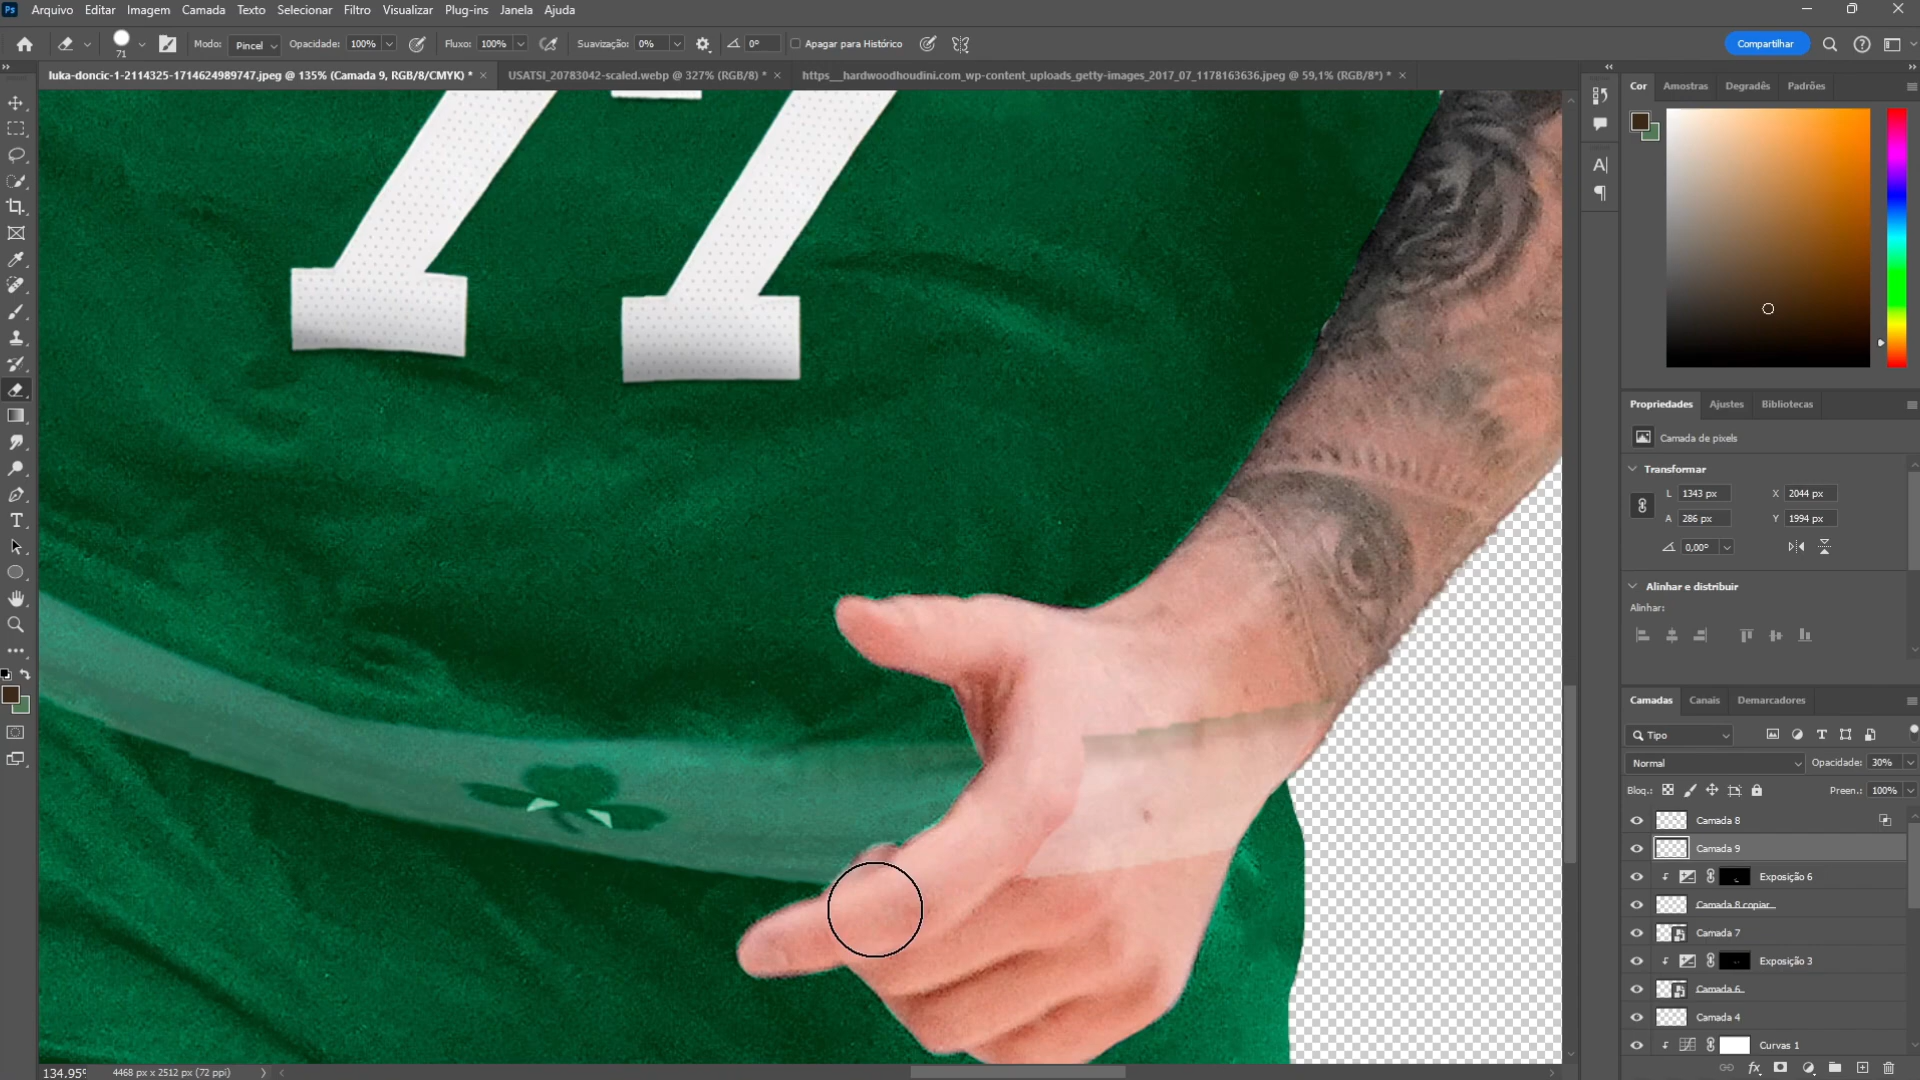 Ps Arquivo Editar Imagem Camada Texto Selecionar Filtro Visualizar Plug-ins Janela Ajuda
71 Modo: Pincel Opacidade: 100% Fluxo: 100% Suavização: 0% 0° Apagar para Histórico Compartilhar
luka-doncic-1-2114325-1714624989747.jpeg @ 135% (Camada 9, RGB/8/CMYK) * × USATSI_20783042-scaled.webp @ 327% (RGB/8) * × https__hardwoodhoudini.com_wp-content_uploads_getty-images_2017_07_1178163636.jpeg @ 59,1% (RGB/8*) * ×
Cor Amostras Degradês Padrões
77
Propriedades Ajustes Bibliotecas
Camada de pixels
Transformar
L 1343 px X 2044 px
A 286 px Y 1994 px
0,00°
Alinhar e distribuir
Alinhar:
Camadas Canais Demarcadores
Tipo
Normal Opacidade: 30%
Bloq.: Preen.: 100%
Camada 8
Camada 9
Exposição 6
Camada 8 copiar
Camada 7
Exposição 3
Camada 6
Camada 4
Curvas 1
134.95% 4468 px x 2512 px (72 ppi)